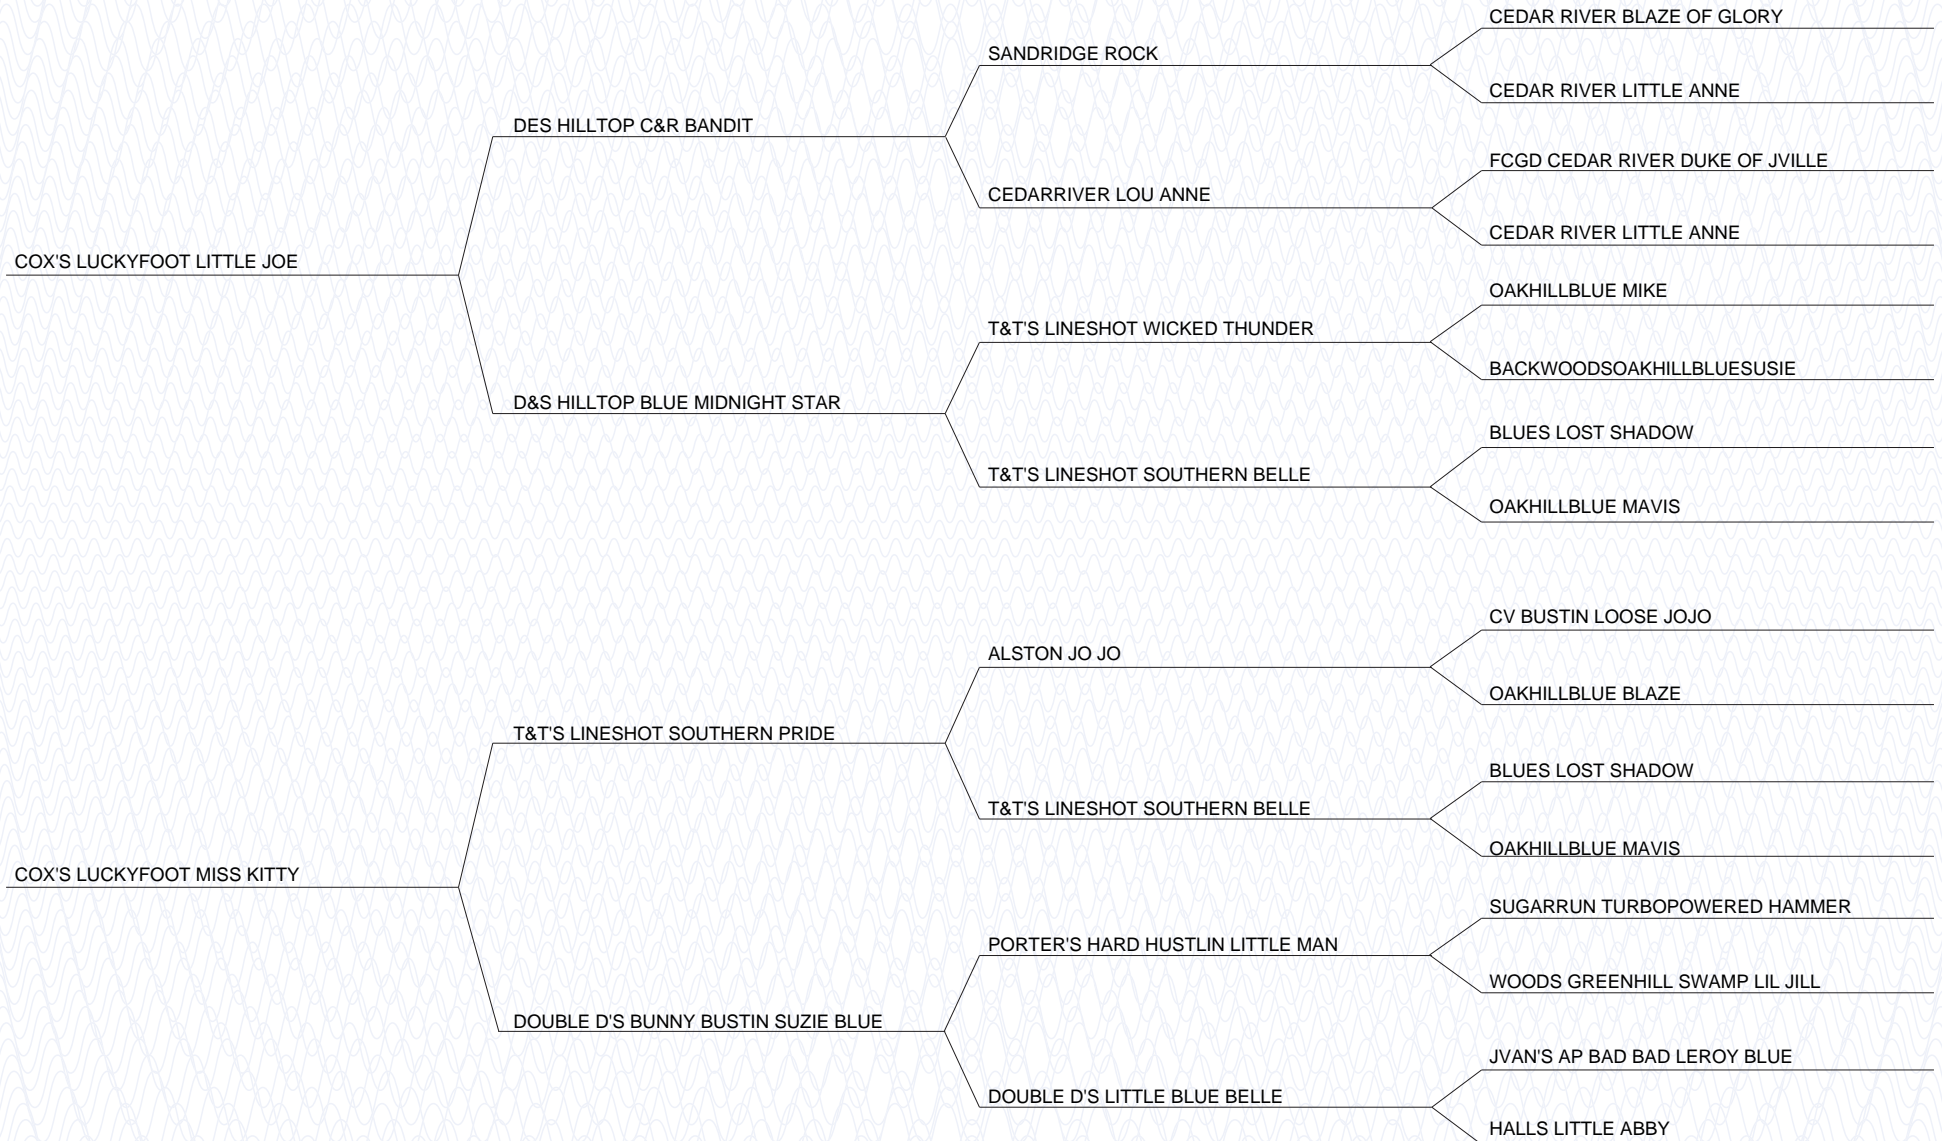 CEDAR RIVER BLAZE OF GLORY
SANDRIDGE ROCK
CEDAR RIVER LITTLE ANNE
DES HILLTOP C&R BANDIT
FCGD CEDAR RIVER DUKE OF JVILLE
CEDARRIVER LOU ANNE
CEDAR RIVER LITTLE ANNE
COX'S LUCKYFOOT LITTLE JOE
OAKHILLBLUE MIKE
T&T'S LINESHOT WICKED THUNDER
BACKWOODSOAKHILLBLUESUSIE
D&S HILLTOP BLUE MIDNIGHT STAR
BLUES LOST SHADOW
T&T'S LINESHOT SOUTHERN BELLE
OAKHILLBLUE MAVIS
CV BUSTIN LOOSE JOJO
ALSTON JO JO
OAKHILLBLUE BLAZE
T&T'S LINESHOT SOUTHERN PRIDE
BLUES LOST SHADOW
T&T'S LINESHOT SOUTHERN BELLE
OAKHILLBLUE MAVIS
COX'S LUCKYFOOT MISS KITTY
SUGARRUN TURBOPOWERED HAMMER
PORTER'S HARD HUSTLIN LITTLE MAN
WOODS GREENHILL SWAMP LIL JILL
DOUBLE D'S BUNNY BUSTIN SUZIE BLUE
JVAN'S AP BAD BAD LEROY BLUE
DOUBLE D'S LITTLE BLUE BELLE
HALLS LITTLE ABBY